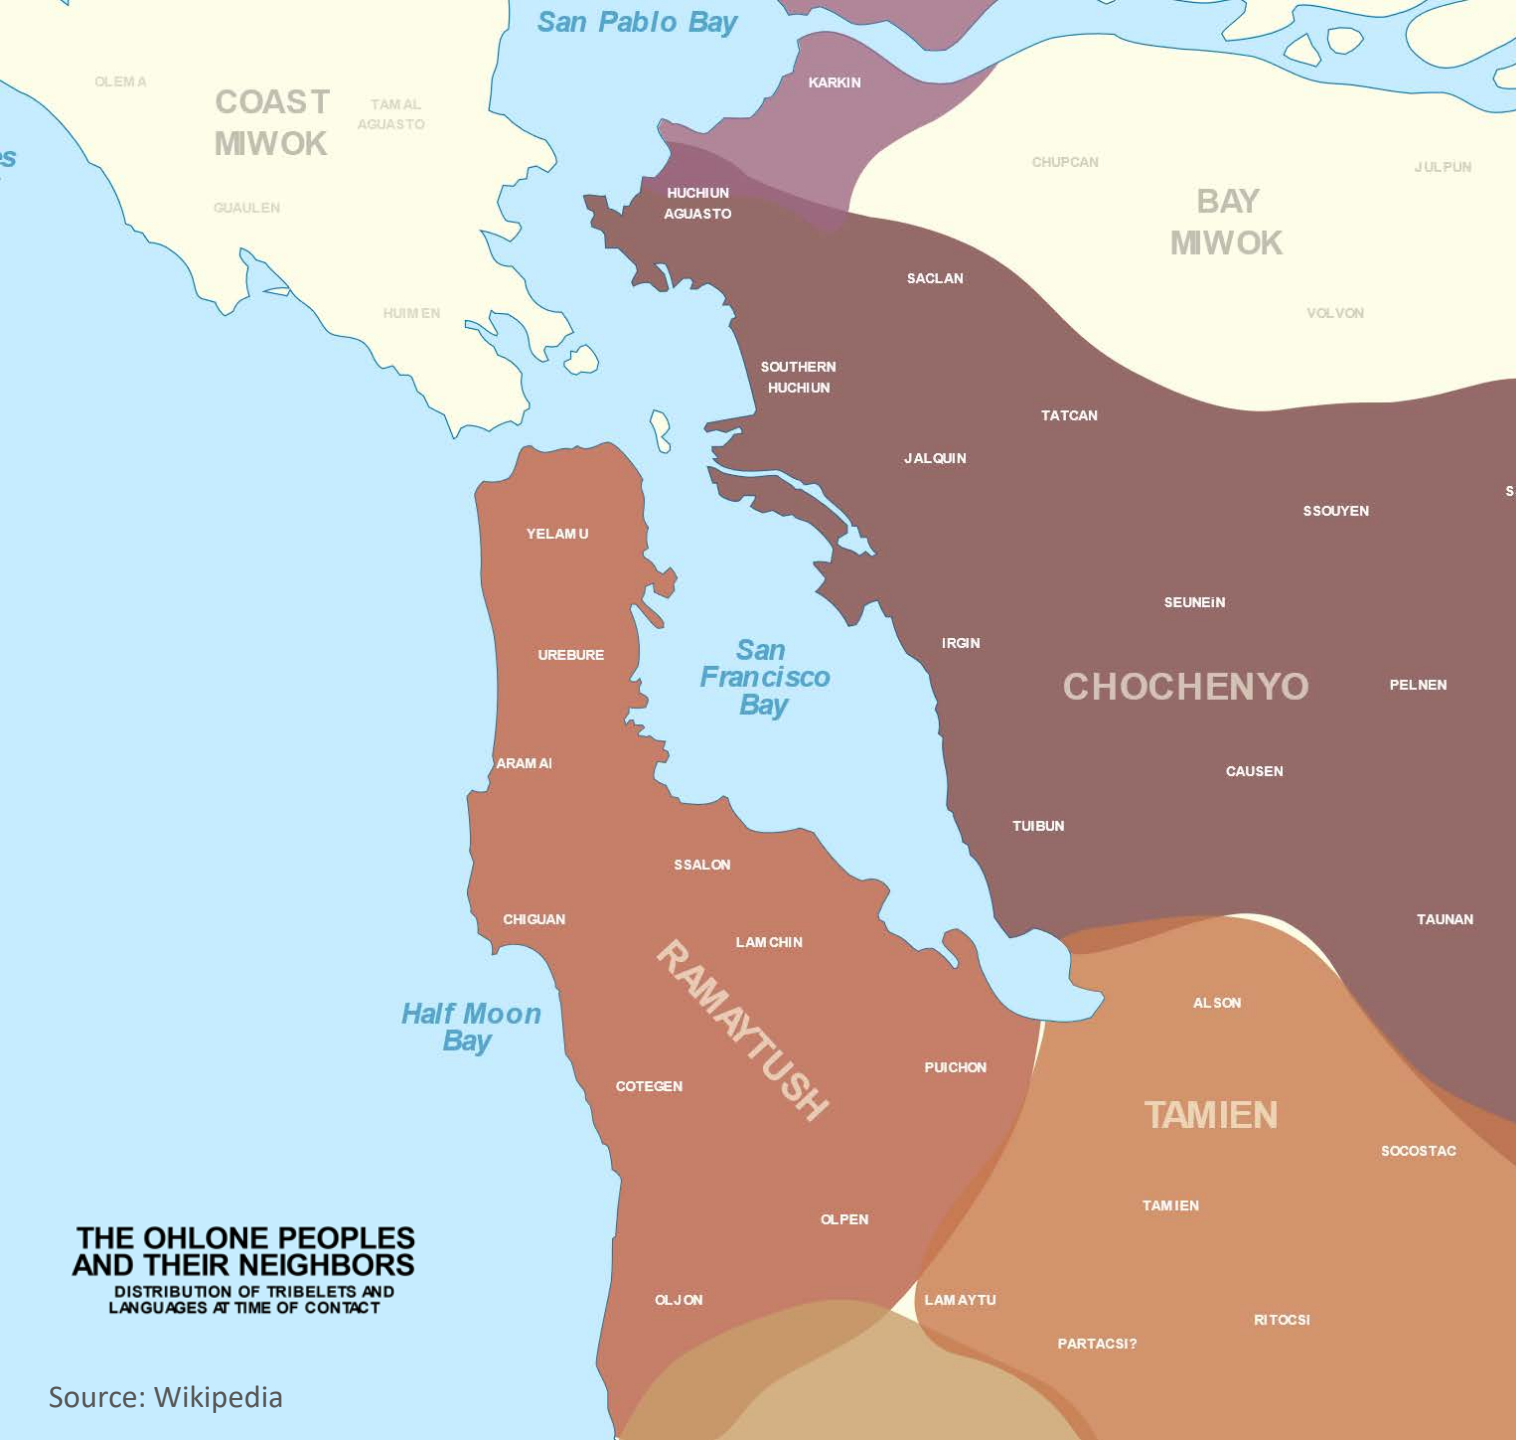 San Pablo Bay
KARKIN
OLEMA
COAST
MIWOK
TAMAL
AGUASTO
es
CHUPCAN
JULPUN
BAY
MIWOK
HUCHIUN
AGUASTO
GUAULEN
SACLAN
HUIMEN
VOLVON
SOUTHERN
HUCHIUN
TATCAN
JALQUIN
S
SSOUYEN
YELAMU
SEUNEiN
IRGIN
UREBURE
San
Francisco
Bay
CHOCHENYO
PELNEN
ARAMAI
CAUSEN
TUIBUN
SSALON
CHIGUAN
LAMCHIN
TAUNAN
RAMAYTUSH
Half Moon
Bay
ALSON
PUICHON
COTEGEN
TAMIEN
SOCOSTAC
TAMIEN
OLPEN
OLJON
LAMAYTU
RITOCSI
PARTACSI?
THE OHLONE PEOPLES
AND THEIR NEIGHBORS
DISTRIBUTION OF TRIBELETS AND
LANGUAGES AT TIME OF CONTACT
Source: Wikipedia